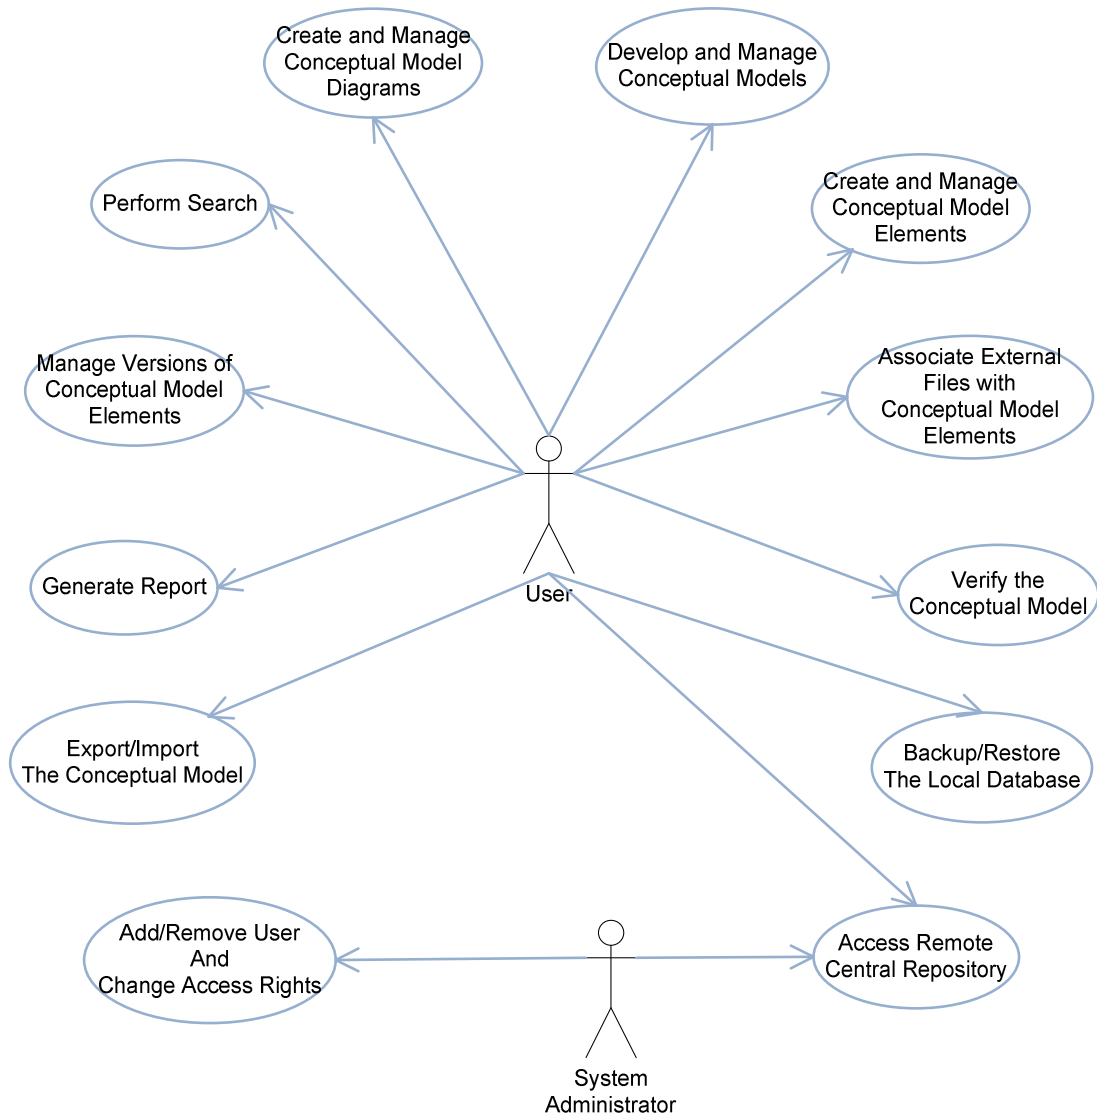 Create and Manage
Conceptual Model
Diagrams
Develop and Manage
Conceptual Models
Perform Search
Create and Manage
Conceptual Model
Elements
Manage Versions of
Conceptual Model
Elements
Associate External
Files with
Conceptual Model
Elements
Generate Report
User
Verify the
Conceptual Model
Export/Import
The Conceptual Model
Backup/Restore
The Local Database
Add/Remove User
And
Change Access Rights
Access Remote
Central Repository
System
Administrator